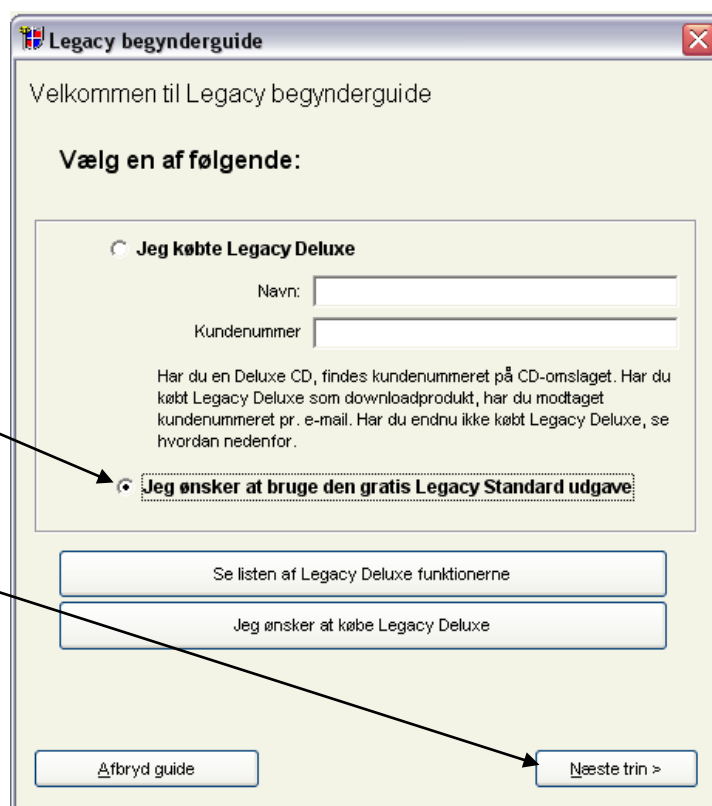 Legacy begynderguide
Velkommen til Legacy begynderguide
Vælg en af følgende:
Jeg købte Legacy Deluxe
Navn:
Kundenummer
Har du en Deluxe CD, findes kundenummeret på CD-omslaget. Har du
købt Legacy Deluxe som downloadprodukt, har du modtaget
kundenummeret pr. e-mail. Har du endnu ikke købt Legacy Deluxe, se
hvordan nedenfor.
Jeg ønsker at bruge den gratis Legacy Standard udgave
Se listen af Legacy Deluxe funktionerne
Jeg ønsker at købe Legacy Deluxe
Afbryd guide
Næste trin >